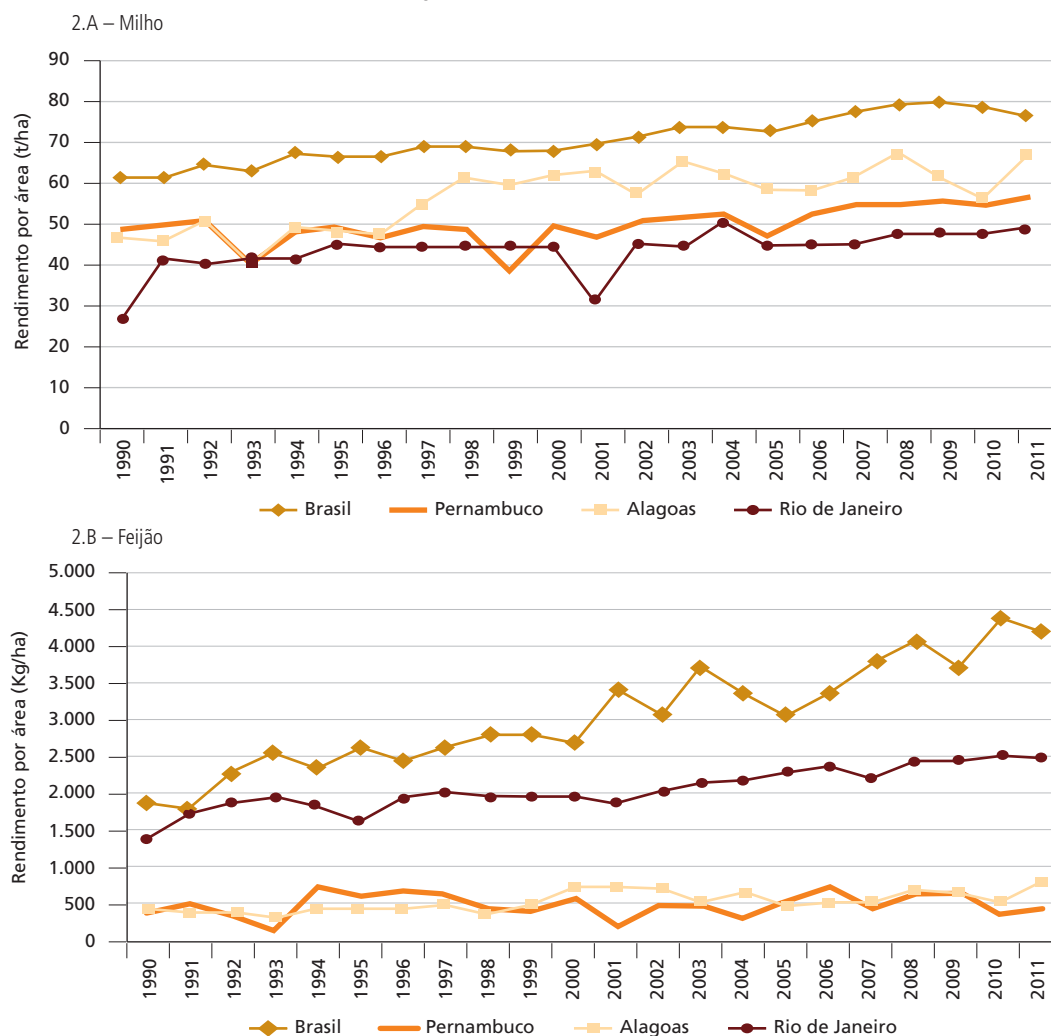 2.A – Milho
Rendimento por área (t/ha)
90
80
70
60
50
40
30
20
10
0
1990 1991 1992 1993 1994 1995 1996 1997 1998 1999 2000 2001 2002 2003 2004 2005 2006 2007 2008 2009 2010 2011
Brasil Pernambuco Alagoas Rio de Janeiro
2.B – Feijão
Rendimento por área (Kg/ha)
5.000
4.500
4.000
3.500
3.000
2.500
2.000
1.500
1.000
500
0
1990 1991 1992 1993 1994 1995 1996 1997 1998 1999 2000 2001 2002 2003 2004 2005 2006 2007 2008 2009 2010 2011
Brasil Pernambuco Alagoas Rio de Janeiro